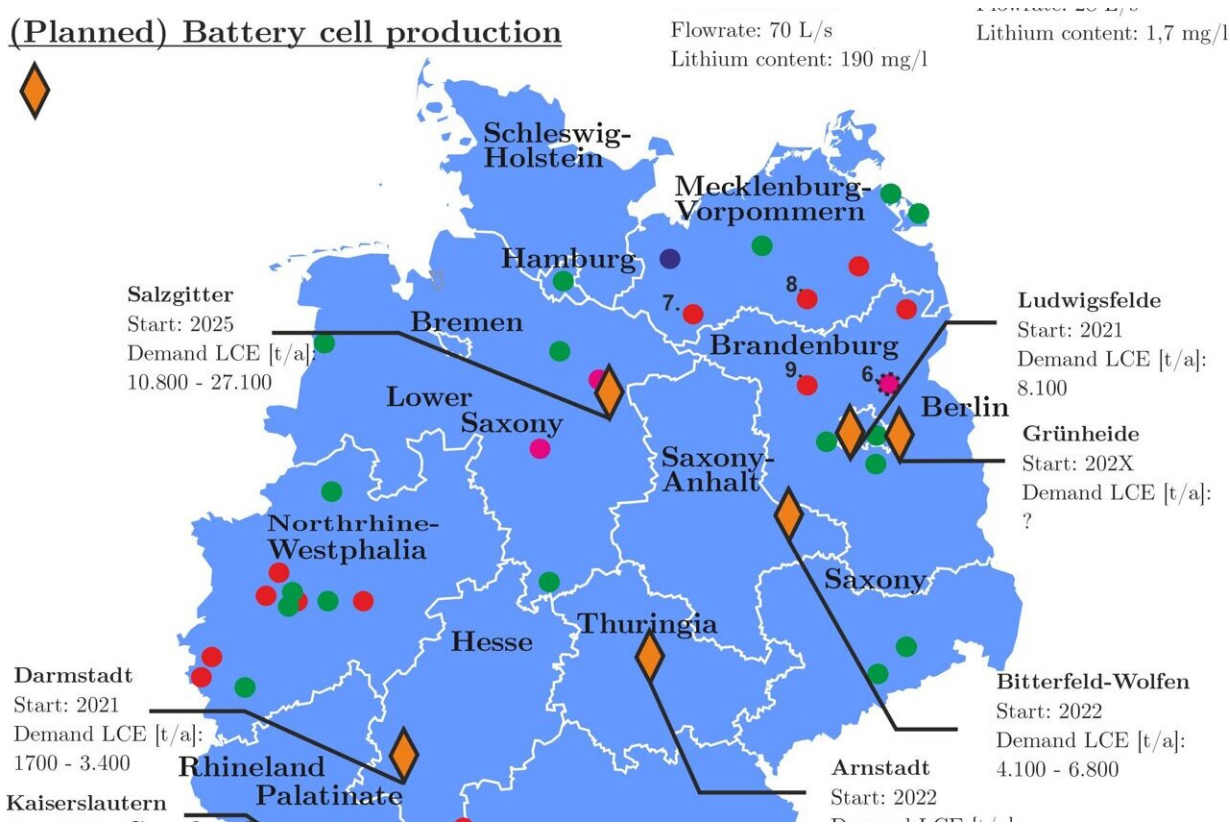 (Planned) Battery cell production
Flowrate: 70 L/s
Lithium content: 190 mg/l
Lithium content: 1,7 mg/l
Schleswig-
Holstein
Mecklenburg-
Vorpommern
Hamburg
Salzgitter
Start: 2025
Demand LCE [t/a]:
10.800 - 27.100
Bremen
7.
8.
Brandenburg
9.
6.
Ludwigsfelde
Start: 2021
Demand LCE [t/a]:
8.100
Lower
Saxony
Berlin
Grünheide
Start: 202X
Demand LCE [t/a]:
?
Saxony-
Anhalt
Northrhine-
Westphalia
Saxony
Thuringia
Hesse
Darmstadt
Start: 2021
Demand LCE [t/a]:
1700 - 3.400
Bitterfeld-Wolfen
Start: 2022
Demand LCE [t/a]:
4.100 - 6.800
Rhineland
Palatinate
Arnstadt
Start: 2022
Kaiserslautern